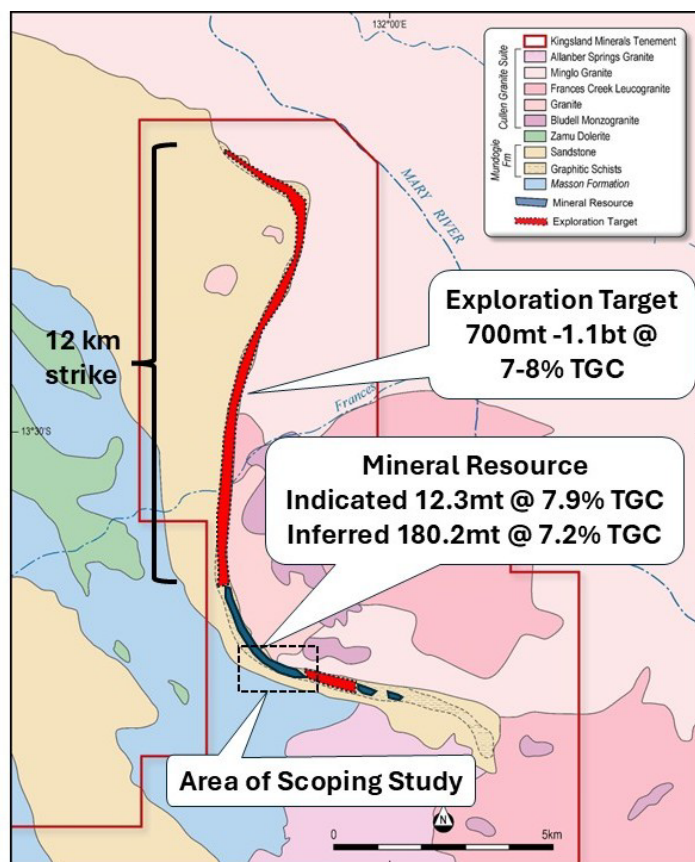 132°00'E
Kingsland Minerals Tenement
Cullen Granite Suite
Allanber Springs Granite
Minglo Granite
Frances Creek Leucogranite
Granite
Bludell Monzogranite
Zamu Dolerite
Mundogie Fm
Sandstone
Graphitic Schists
Masson Formation
Mineral Resource
Exploration Target
MARY RIVER
Exploration Target
700mt -1.1bt @
7-8% TGC
12 km
strike
Frances
13°30'S
Mineral Resource
Indicated 12.3mt @ 7.9% TGC
Inferred 180.2mt @ 7.2% TGC
Area of Scoping Study
N
0
5km